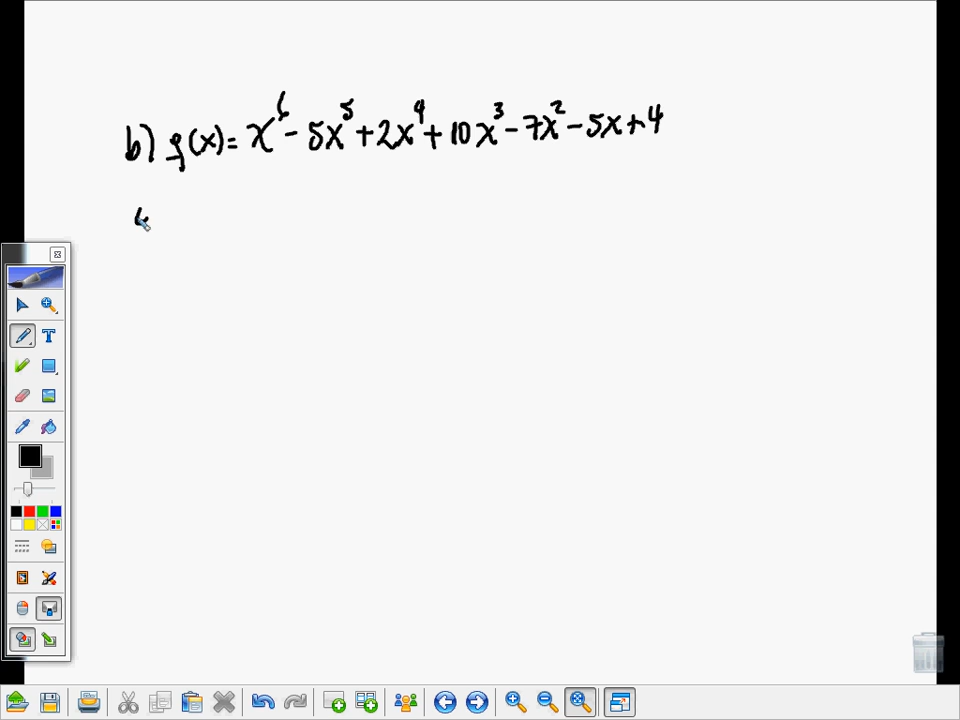 b) f(x) = x⁶ - 5x⁵ + 2x⁴ + 10x³ - 7x² - 5x + 4